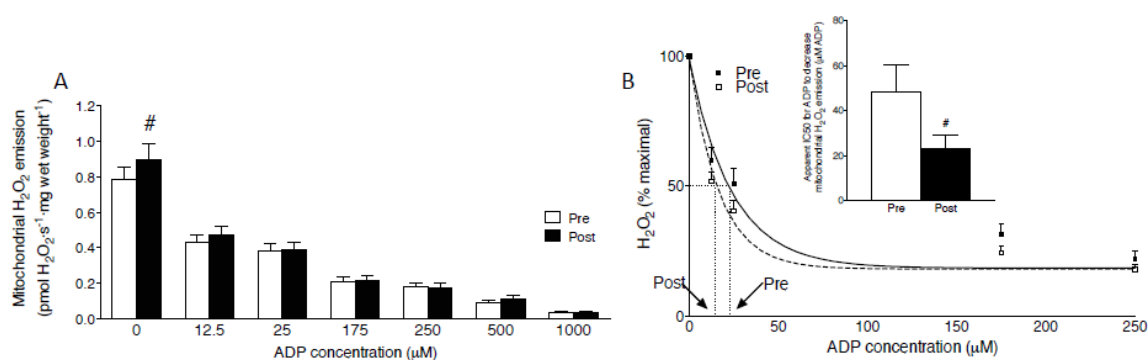 A
Mitochondrial H2O2 emission
(pmol H2O2·s-1·mg wet weight-1)
1.2
1.0
0.8
0.6
0.4
0.2
0.0
#
Pre
Post
0 12.5 25 175 250 500 1000
ADP concentration (μM)
B
H2O2 (% maximal)
100
50
Pre
Post
Post
Pre
0 50 100 150 200 250
ADP concentration (μM)
Apparent IC50 for ADP to decrease
mitochondrial H2O2 emission (μM ADP)
80
60
40
20
0
#
Pre Post